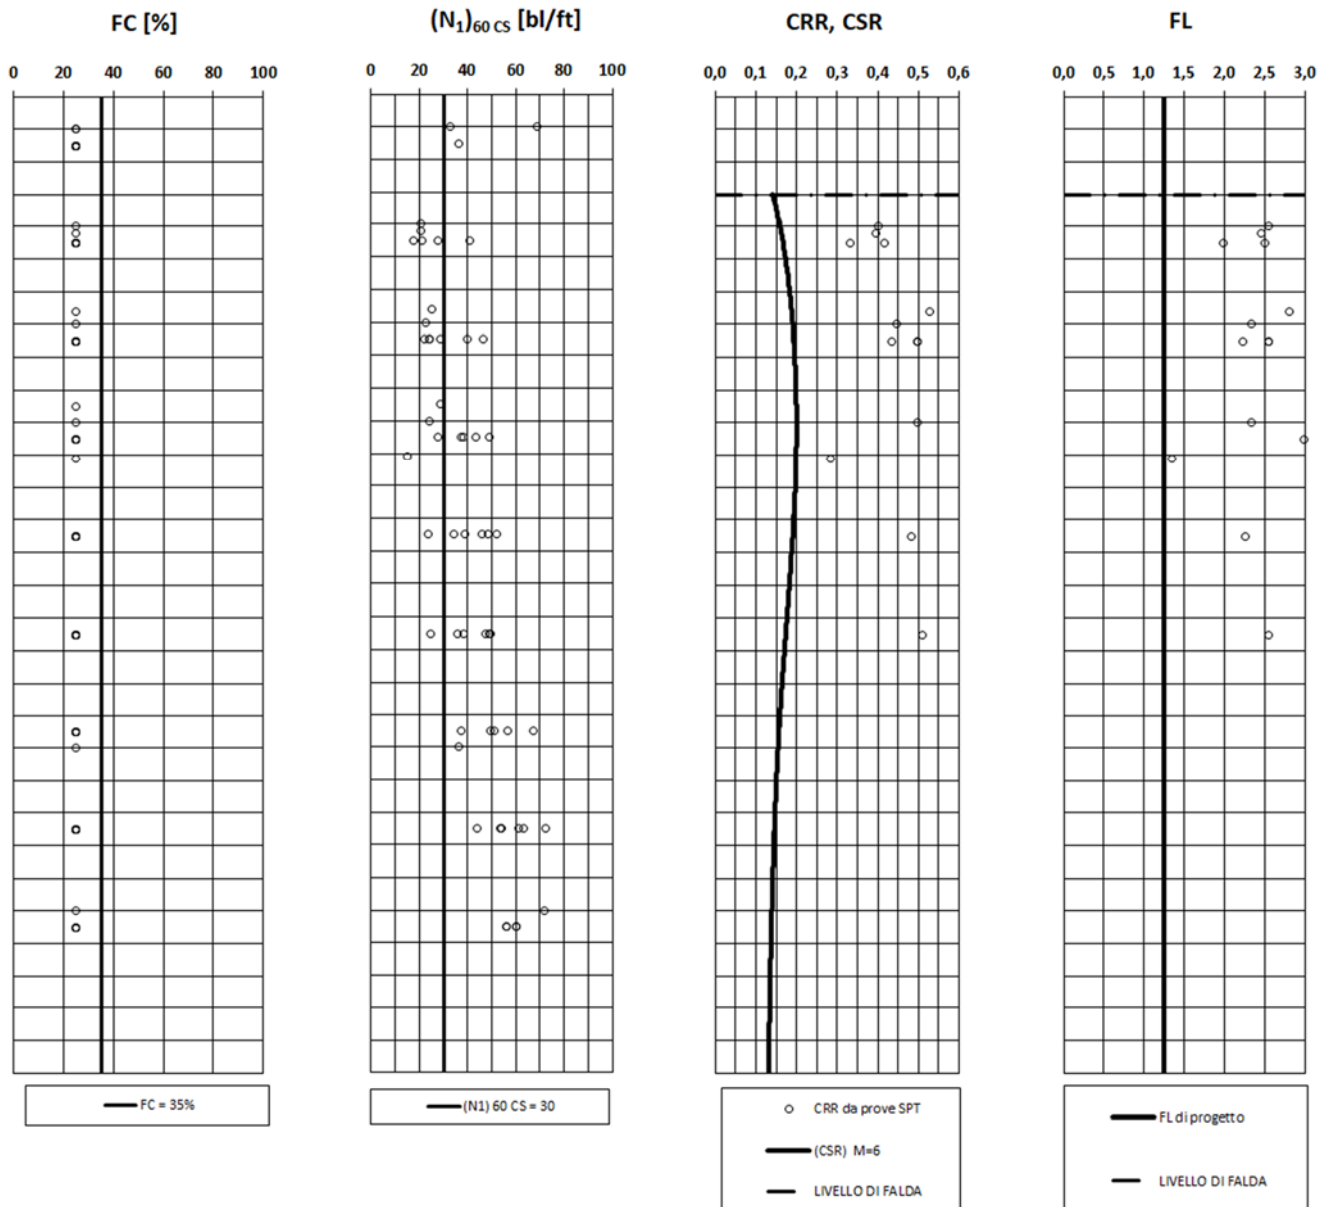 FC [%]
(N1)60 CS [bl/ft]
CRR, CSR
FL
0 20 40 60 80 100
0 20 40 60 80 100
0,0 0,1 0,2 0,3 0,4 0,5 0,6
0,0 0,5 1,0 1,5 2,0 2,5 3,0
FC = 35%
(N1) 60 CS = 30
CRR da prove SPT
(CSR) M=6
LIVELLO DI FALDA
FL di progetto
LIVELLO DI FALDA